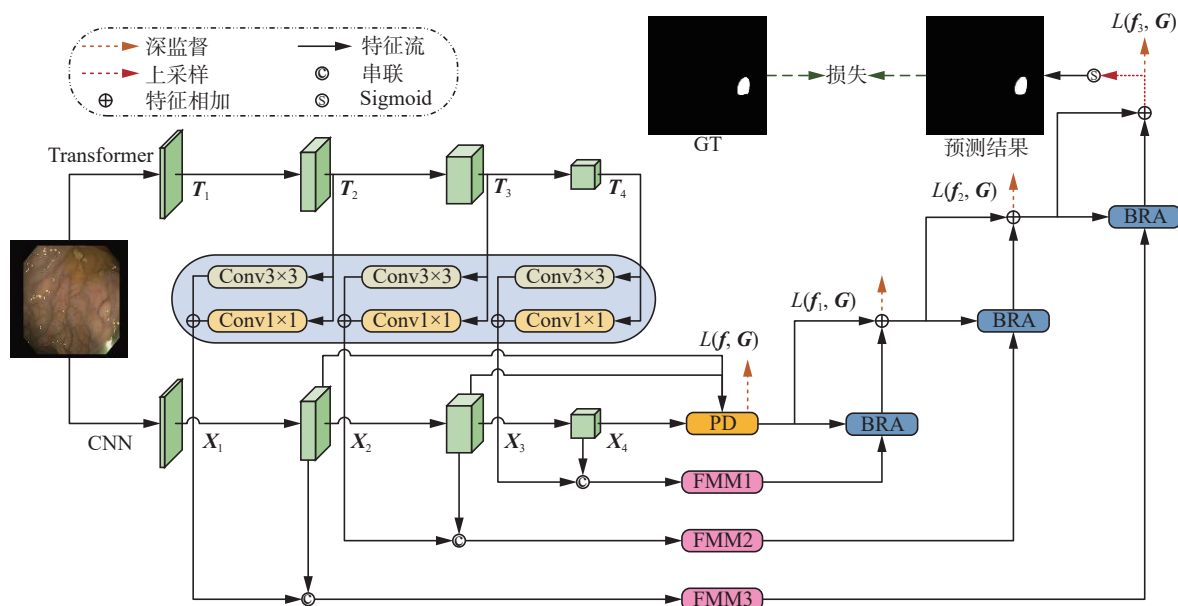 深监督
特征流
上采样
C
串联
特征相加
S
Sigmoid
GT
损失
预测结果
S
L(f₃, G)
Transformer
T₁
T₂
T₃
T₄
L(f₂, G)
BRA
Conv3×3
Conv3×3
Conv3×3
Conv1×1
Conv1×1
Conv1×1
L(f₁, G)
BRA
L(f, G)
CNN
X₁
X₂
X₃
X₄
PD
BRA
C
FMM1
C
FMM2
C
FMM3